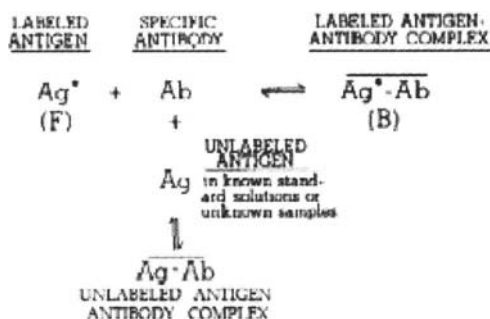 LABELED SPECIFIC LABELED ANTIGEN-
ANTIGEN ANTIBODY ANTIBODY COMPLEX
Ag* + Ab ⇌ Ag*-Ab
(F) + (B)
UNLABELED
ANTIGEN
Ag in known stand-
ard solutions or
unknown samples
⇅
Ag-Ab
UNLABELED ANTIGEN
ANTIBODY COMPLEX